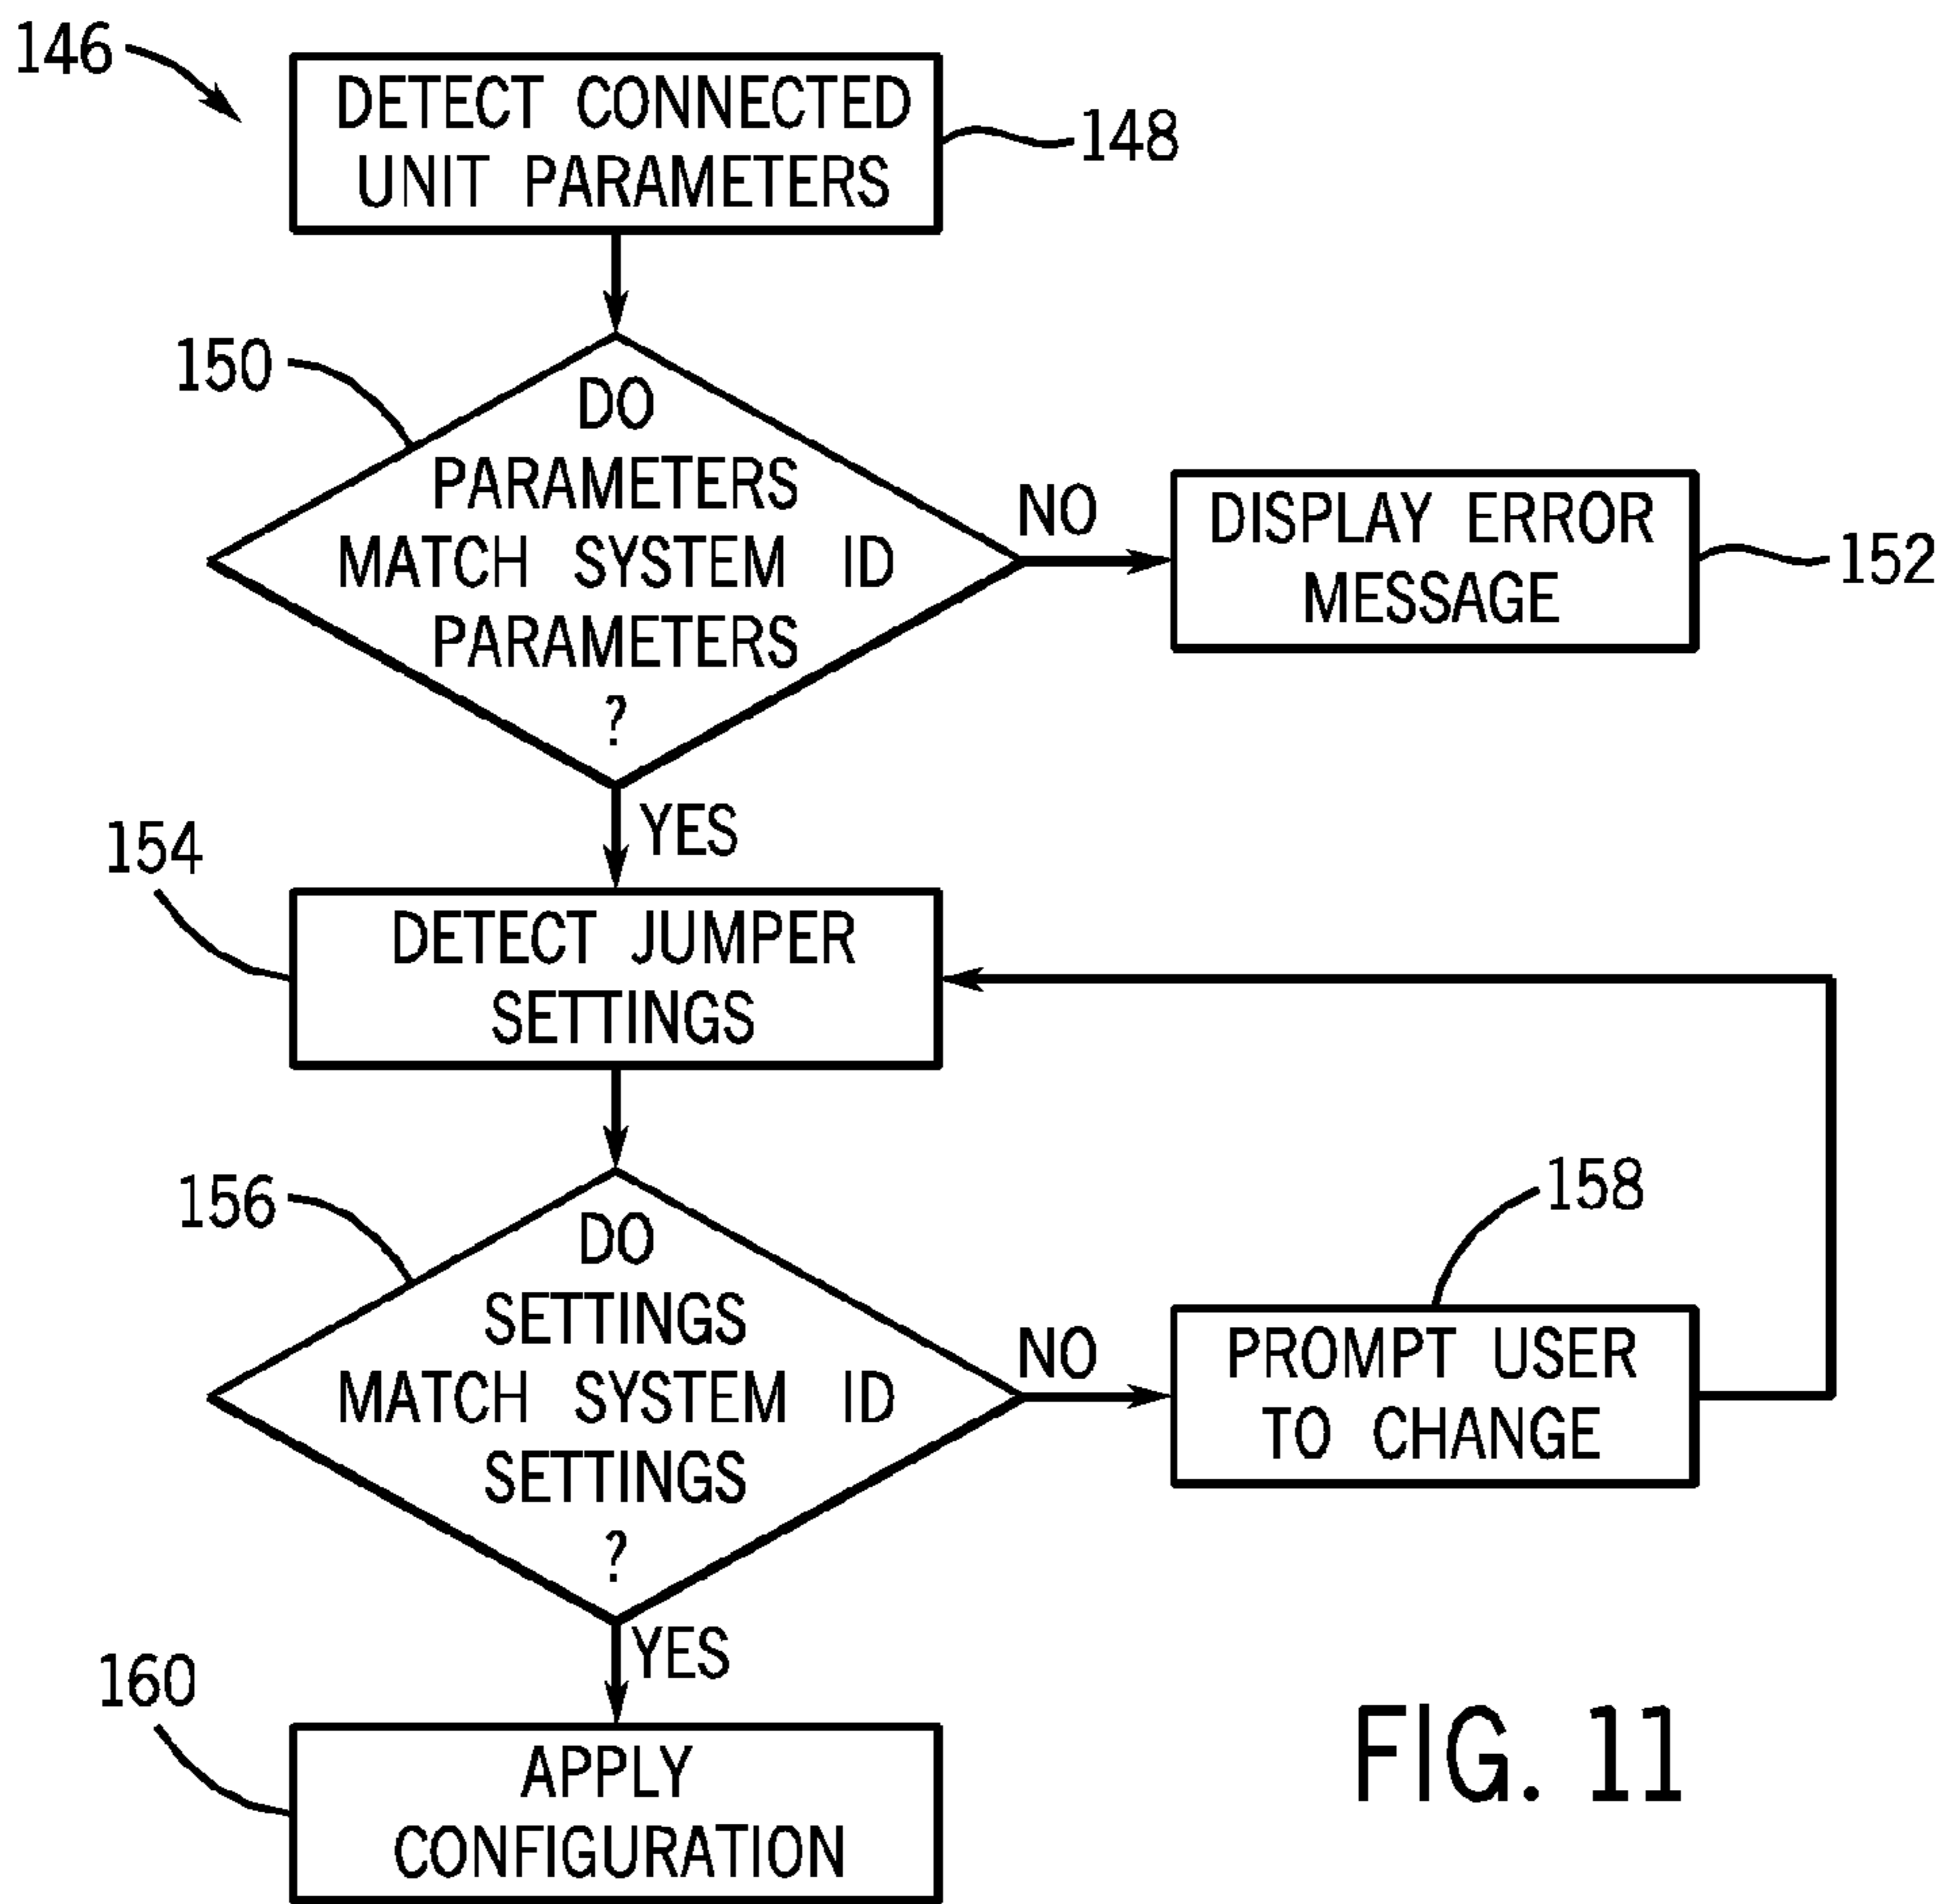 146
DETECT CONNECTED
UNIT PARAMETERS
148
150
DO
PARAMETERS
MATCH SYSTEM ID
PARAMETERS
?
NO
DISPLAY ERROR
MESSAGE
152
YES
154
DETECT JUMPER
SETTINGS
156
DO
SETTINGS
MATCH SYSTEM ID
SETTINGS
?
NO
158
PROMPT USER
TO CHANGE
YES
160
APPLY
CONFIGURATION
FIG. 11